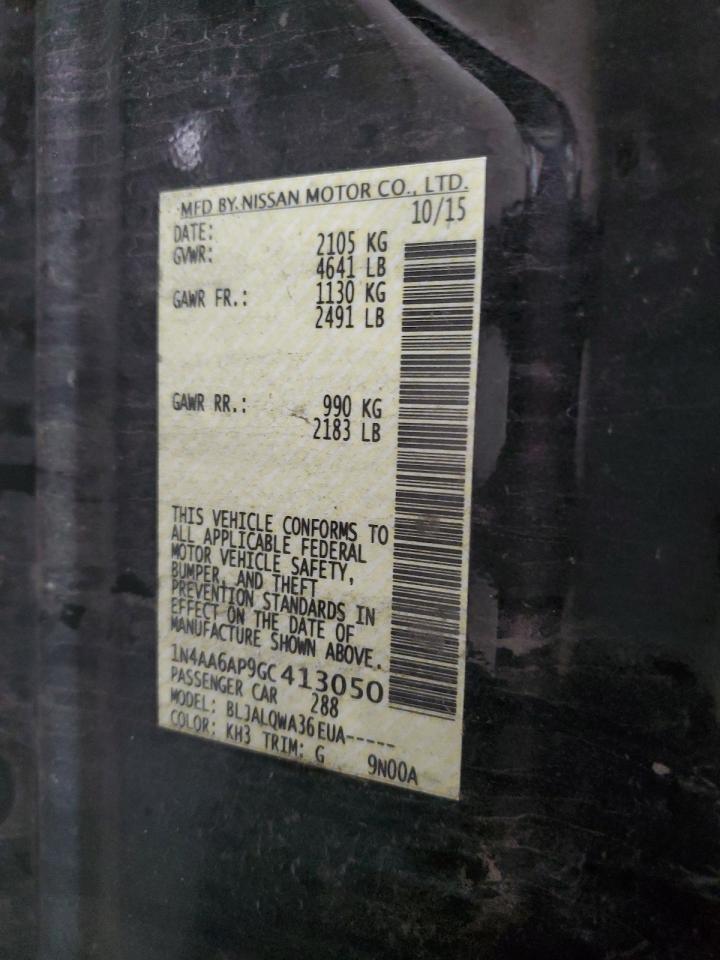 MFD BY NISSAN MOTOR CO., LTD.
DATE: 10/15
GVWR: 2105 KG
4641 LB
GAWR FR.: 1130 KG
2491 LB
GAWR RR.: 990 KG
2183 LB
THIS VEHICLE CONFORMS TO
ALL APPLICABLE FEDERAL
MOTOR VEHICLE SAFETY,
BUMPER, AND THEFT
PREVENTION STANDARDS IN
EFFECT ON THE DATE OF
MANUFACTURE SHOWN ABOVE.
1N4AA6AP9GC413050
PASSENGER CAR 288
MODEL: BLJALQWA36EUA-----
COLOR: KH3 TRIM: G 9N00A